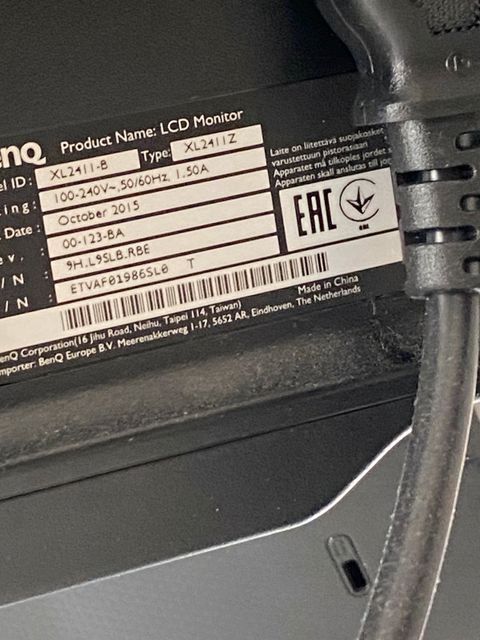 nQ Product Name: LCD Monitor
el ID: XL2411-B Type: XL2411Z
ing: 100-240V~,50/60Hz, 1.50A
Date: October 2015
ev. 00-123-BA
/ N : 9H.L9SLB.RBE
/ N : ETVAF01986SL0 T
Made in China
enQ Corporation(16 Jihu Road, Neihu, Taipei 114, Taiwan)
mporter: BenQ Europe B.V. Meerenakkerweg 1-17, 5652 AR, Eindhoven, The Netherlands
Laite on liitettävä suojakosket
varustettuun pistorasiaan
Apparatet må tilkoples jordet s
Apparaten skall anslutas till jor
EAC